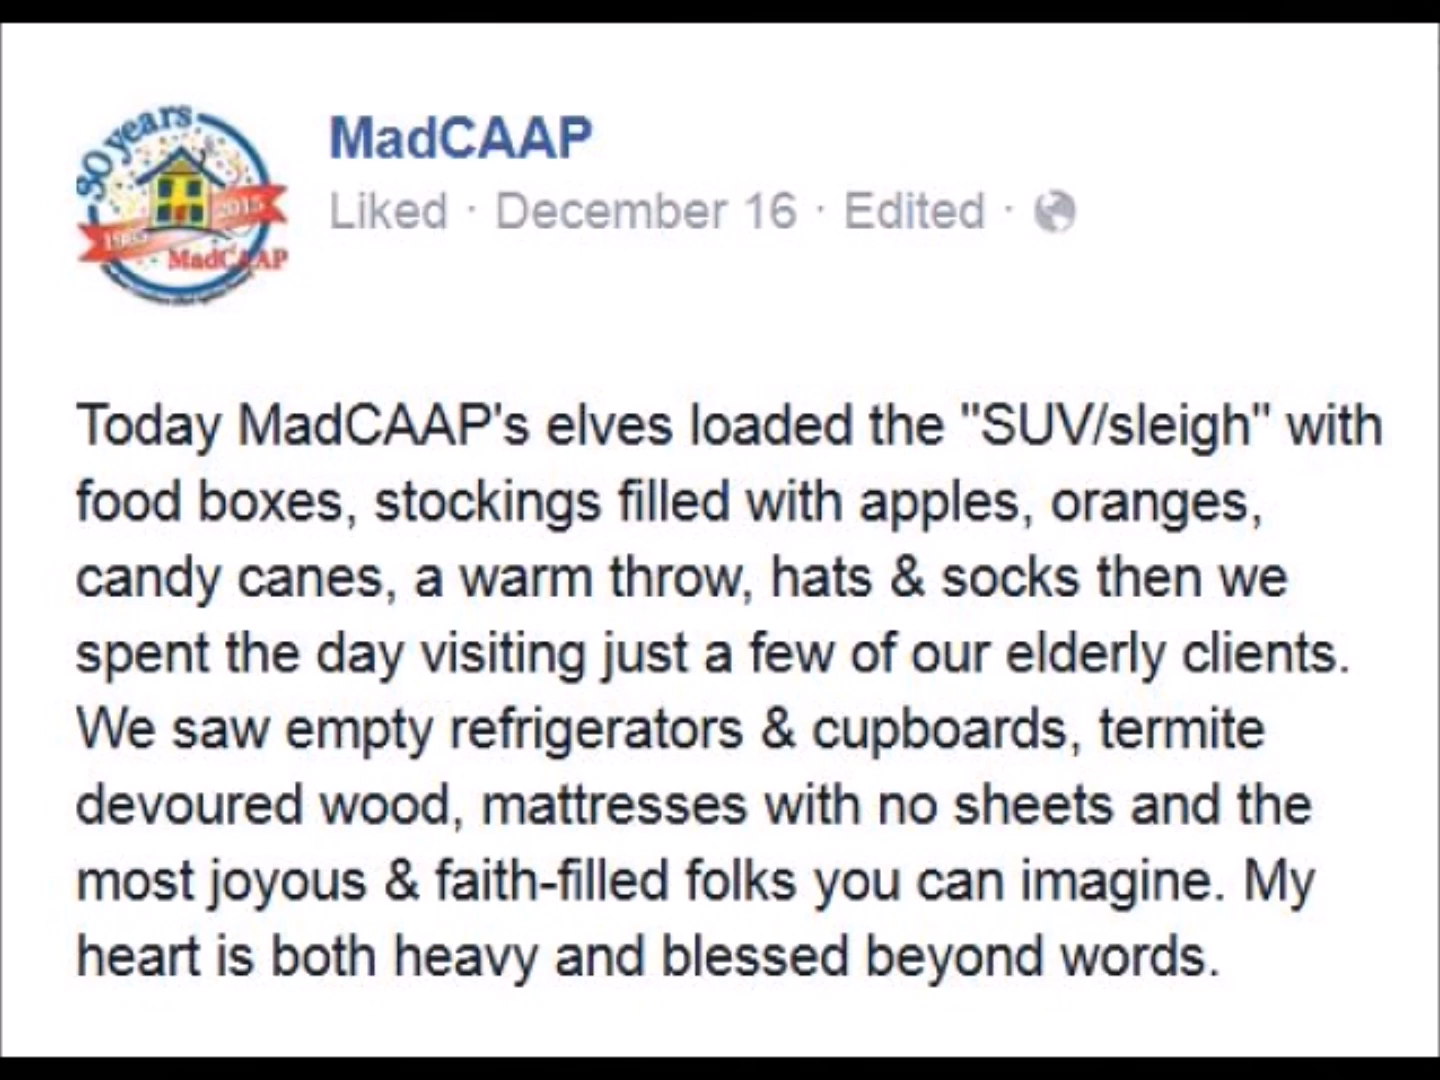 30 years
2015
1985
MadCAAP
MadCAAP
Liked · December 16 · Edited ·
Today MadCAAP's elves loaded the "SUV/sleigh" with
food boxes, stockings filled with apples, oranges,
candy canes, a warm throw, hats & socks then we
spent the day visiting just a few of our elderly clients.
We saw empty refrigerators & cupboards, termite
devoured wood, mattresses with no sheets and the
most joyous & faith-filled folks you can imagine. My
heart is both heavy and blessed beyond words.